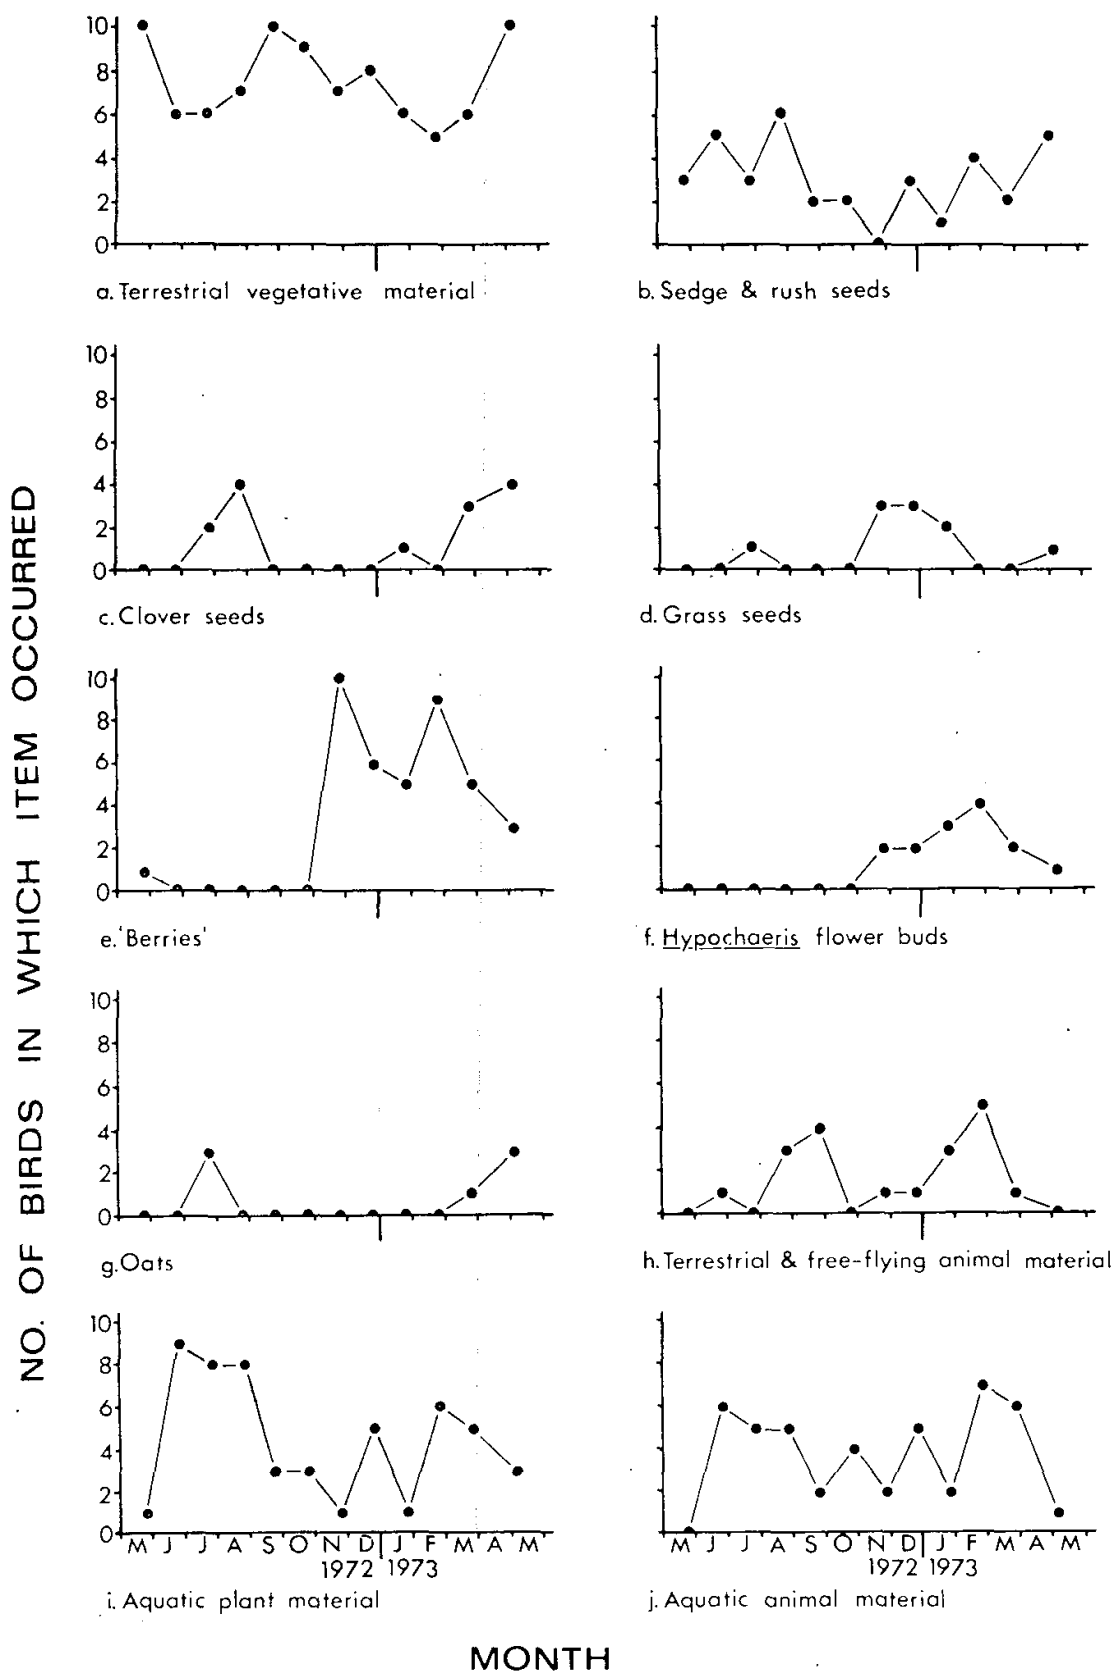 NO. OF BIRDS IN WHICH ITEM OCCURRED
10
8
6
4
2
0
a. Terrestrial vegetative material
b. Sedge & rush seeds
10
8
6
4
2
0
c. Clover seeds
d. Grass seeds
10
8
6
4
2
0
e. 'Berries'
f. Hypochaeris flower buds
10
8
6
4
2
0
g. Oats
h. Terrestrial & free-flying animal material
10
8
6
4
2
0
M J J A S O N D J F M A M
1972 1973
i. Aquatic plant material
M J J A S O N D J F M A M
1972 1973
j. Aquatic animal material
MONTH